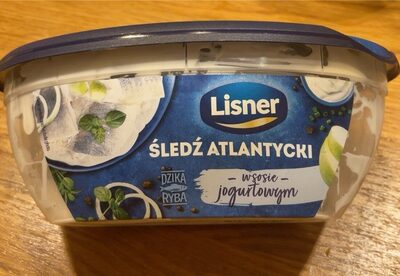 Lisner
ŚLEDŹ ATLANTYCKI
- w sosie -
jogurtowym
DZIKA
RYBA